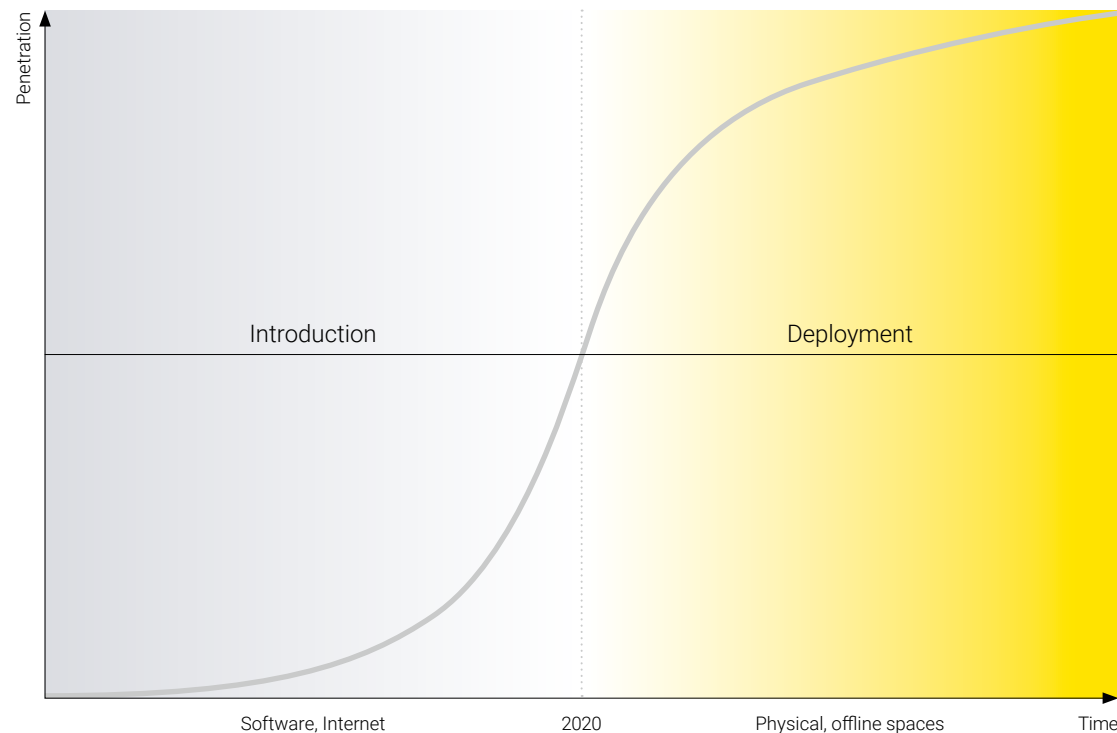 Penetration
Introduction
Deployment
Software, Internet
2020
Physical, offline spaces
Time